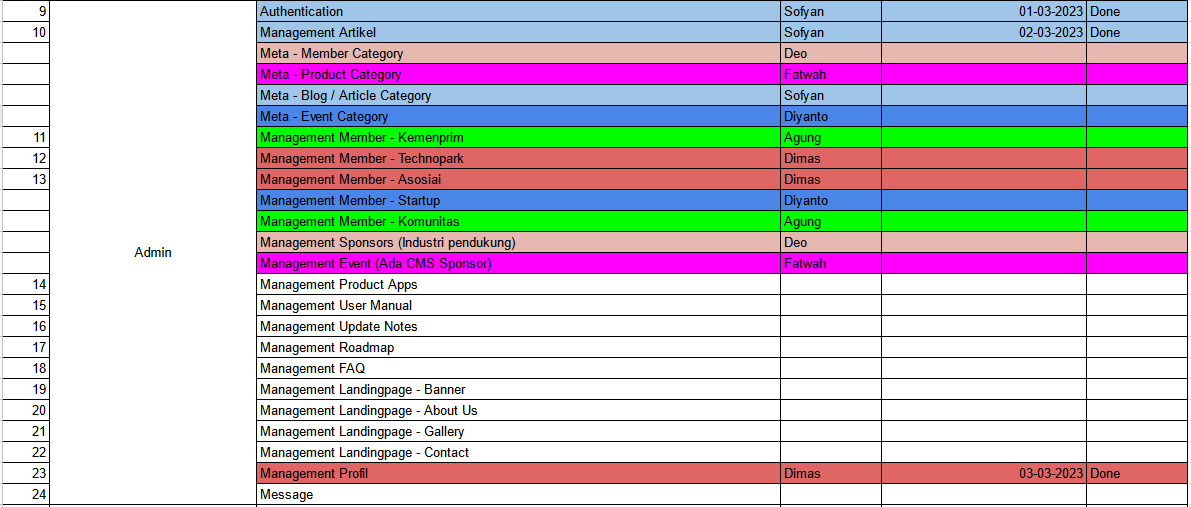 9 Authentication Sofyan 01-03-2023 Done
10 Management Artikel Sofyan 02-03-2023 Done
Meta - Member Category Deo
Meta - Product Category Fatwah
Meta - Blog / Article Category Sofyan
Meta - Event Category Diyanto
11 Management Member - Kemenprim Agung
12 Management Member - Technopark Dimas
13 Management Member - Asosiai Dimas
Management Member - Startup Diyanto
Management Member - Komunitas Agung
Management Sponsors (Industri pendukung) Deo
Admin
Management Event (Ada CMS Sponsor) Fatwah
14 Management Product Apps
15 Management User Manual
16 Management Update Notes
17 Management Roadmap
18 Management FAQ
19 Management Landingpage - Banner
20 Management Landingpage - About Us
21 Management Landingpage - Gallery
22 Management Landingpage - Contact
23 Management Profil Dimas 03-03-2023 Done
24 Message